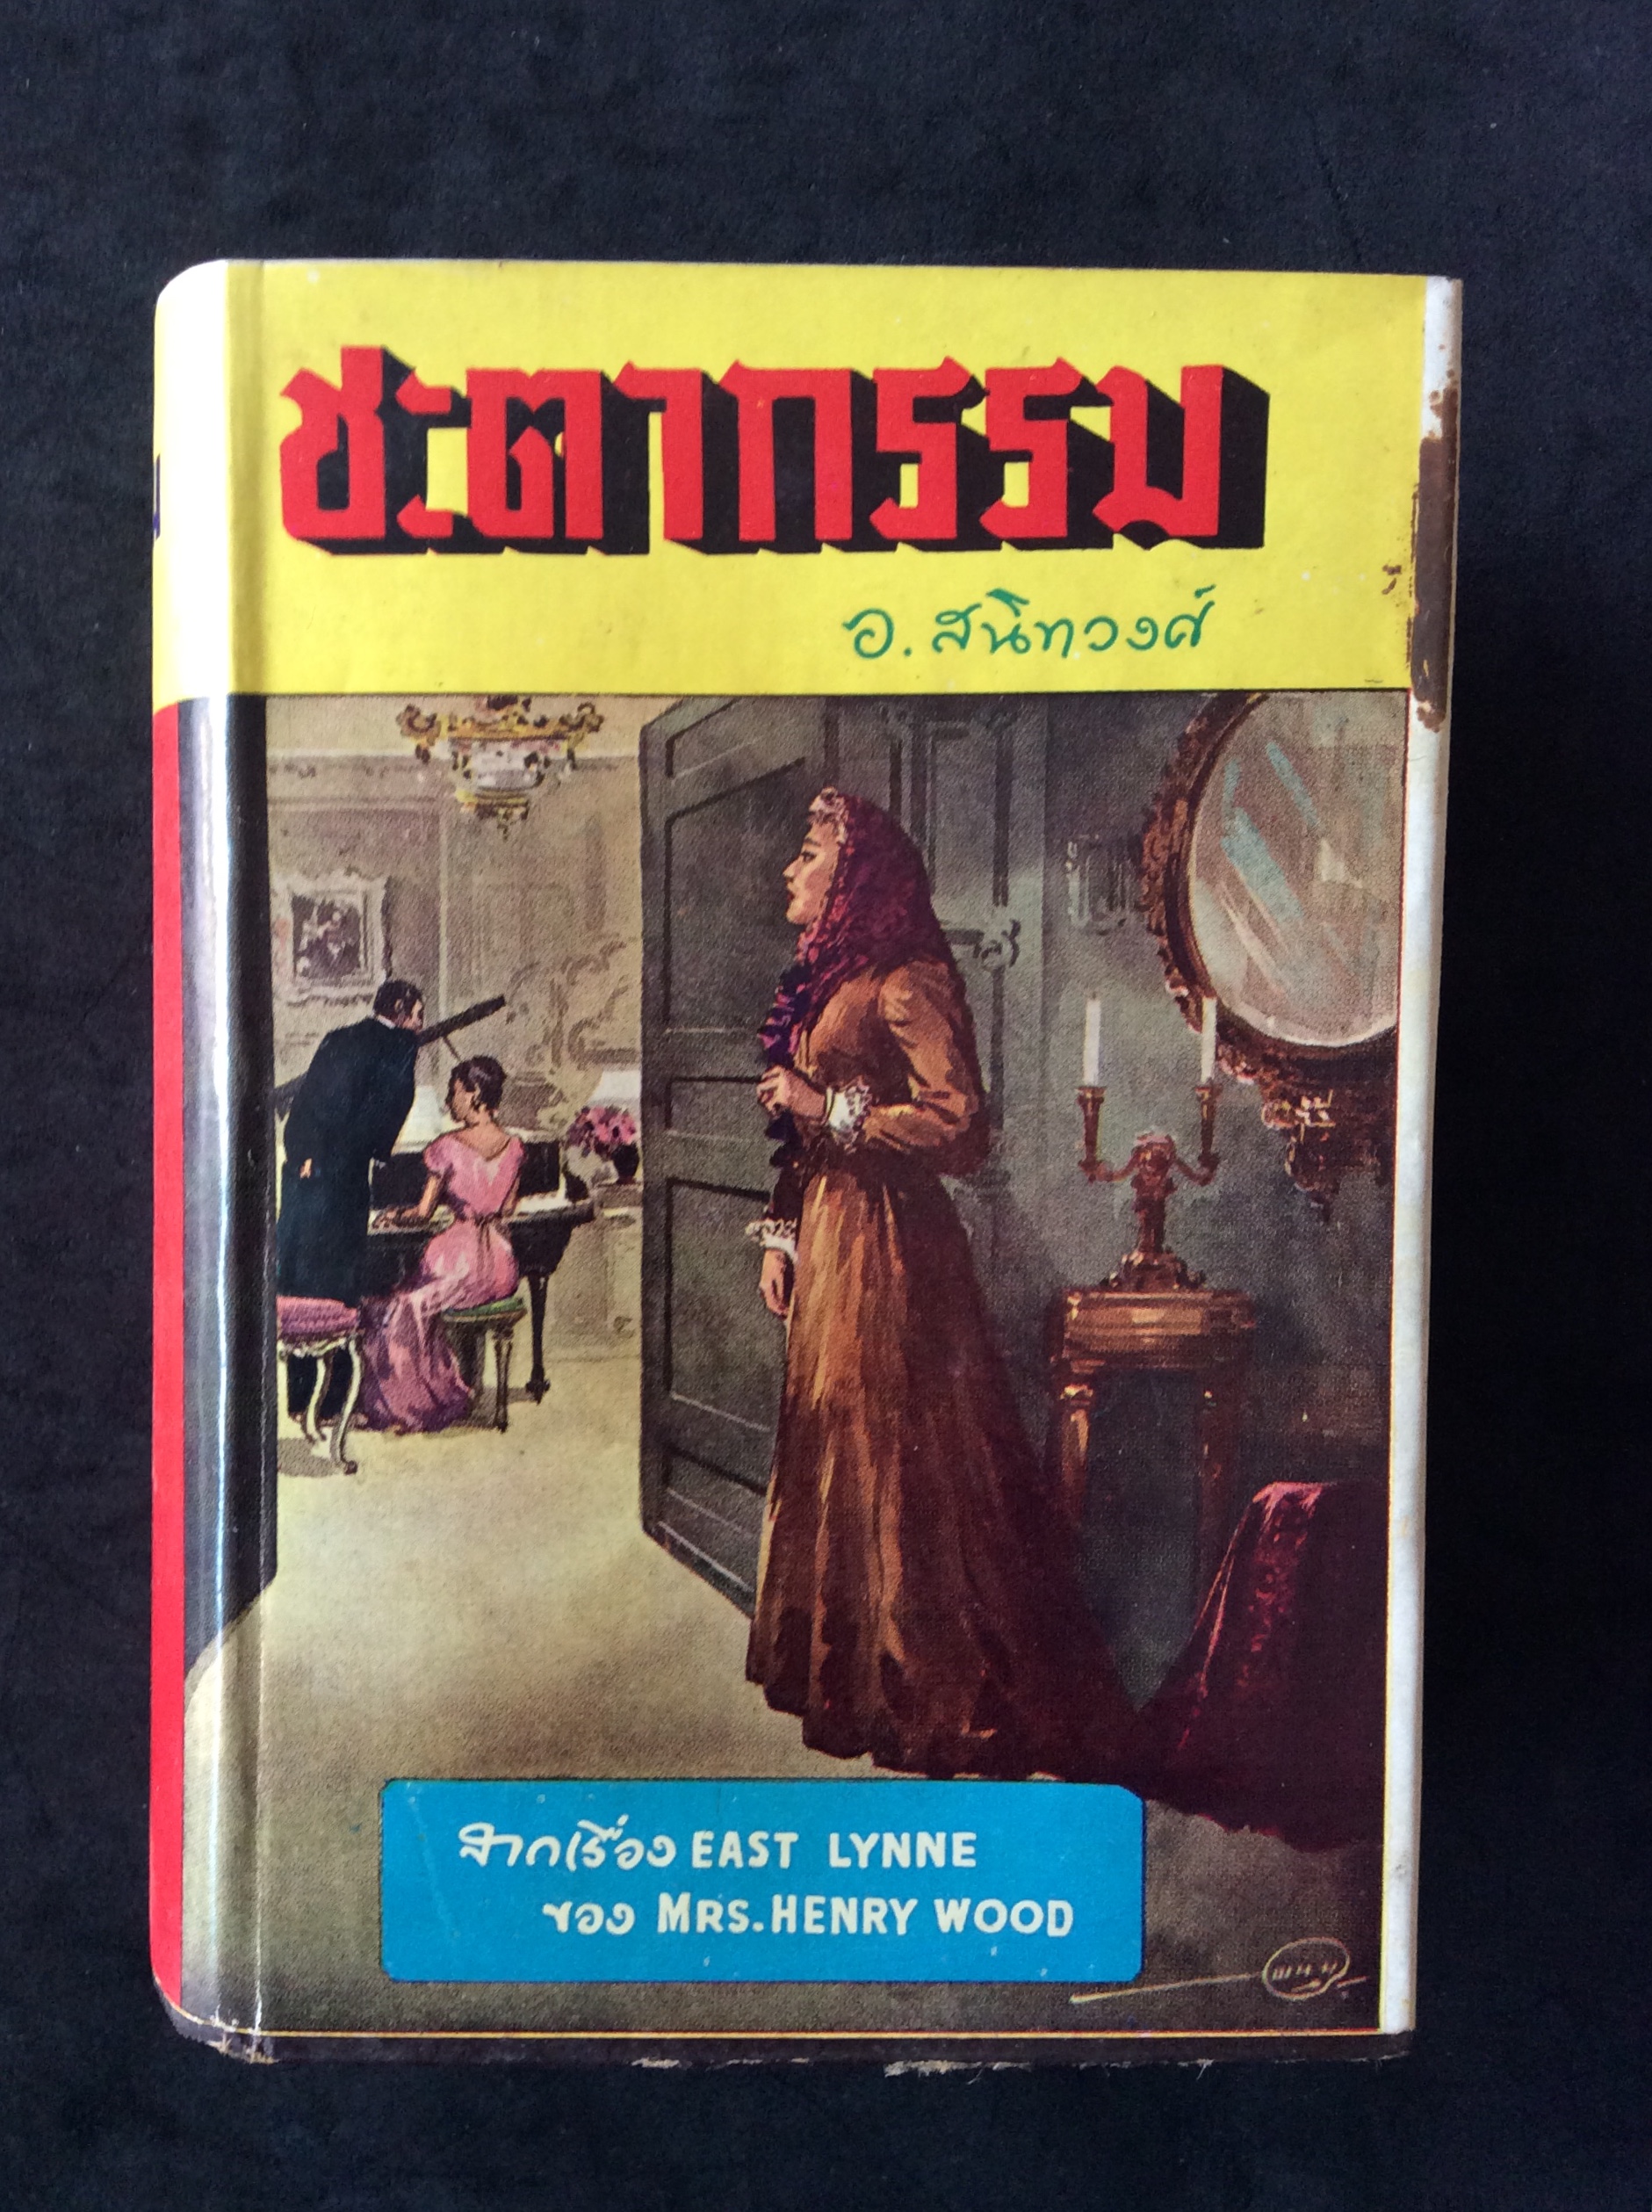 ชะตากรรม
อ. สนิทวงศ์
จากเรื่อง EAST LYNNE
ของ MRS. HENRY WOOD